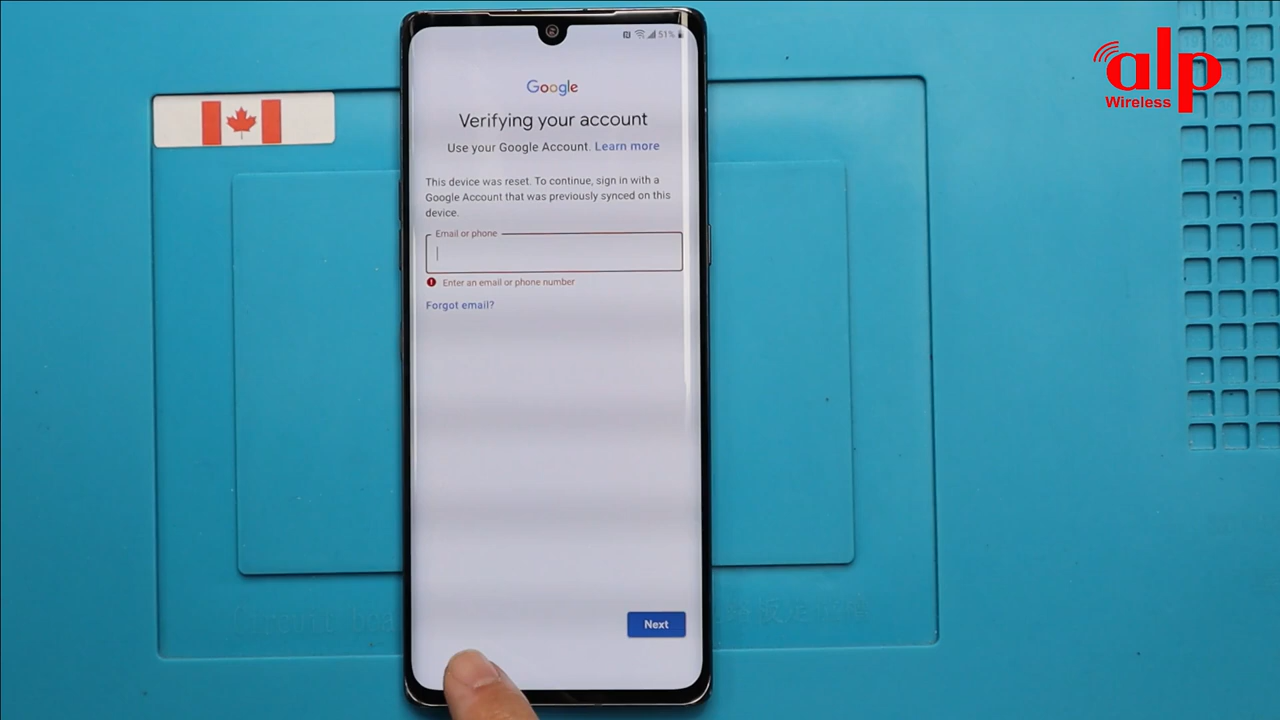 51%
alp
Wireless
Google
Verifying your account
Use your Google Account. Learn more
This device was reset. To continue, sign in with a
Google Account that was previously synced on this
device.
Email or phone
Enter an email or phone number
Forgot email?
Next